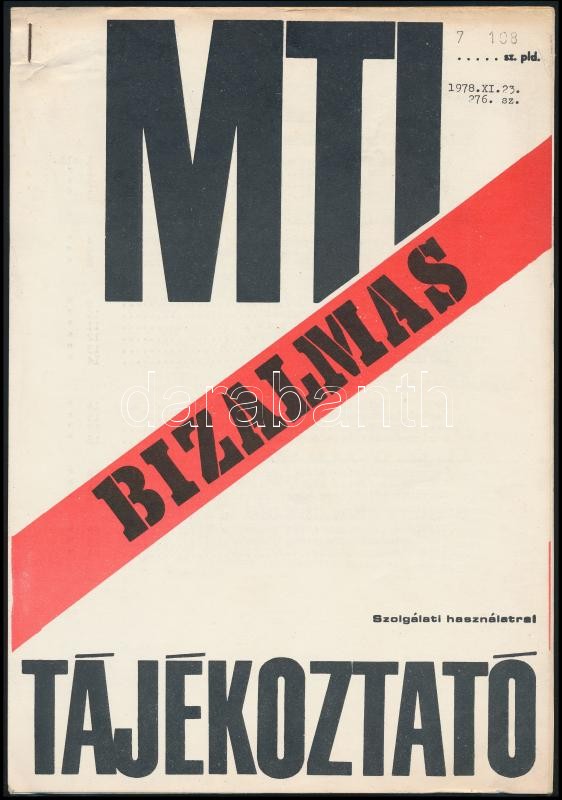 MTI
7 108
..... sz. pld.
1978.XI.23.
276. sz.
BIZALMAS
darabanth
Szolgálati használatra!
TÁJÉKOZTATÓ